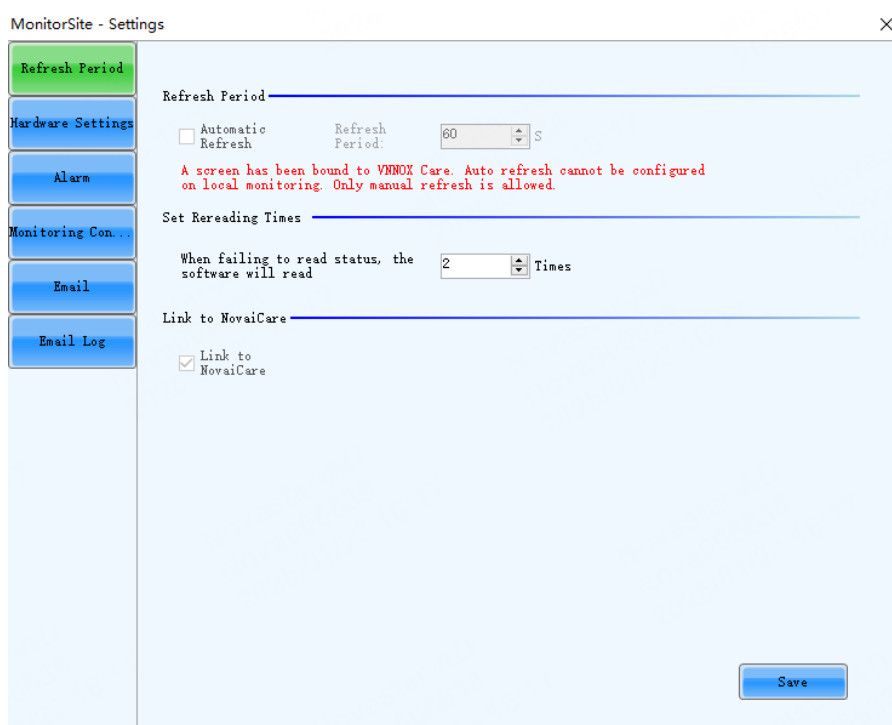 MonitorSite - Settings
Refresh Period
Hardware Settings
Alarm
Monitoring Con...
Email
Email Log
Refresh Period
Automatic
Refresh
Refresh
Period:
60
S
A screen has been bound to VNNOX Care. Auto refresh cannot be configured
on local monitoring. Only manual refresh is allowed.
Set Rereading Times
When failing to read status, the
software will read
2
Times
Link to NovaiCare
Link to
NovaiCare
Save